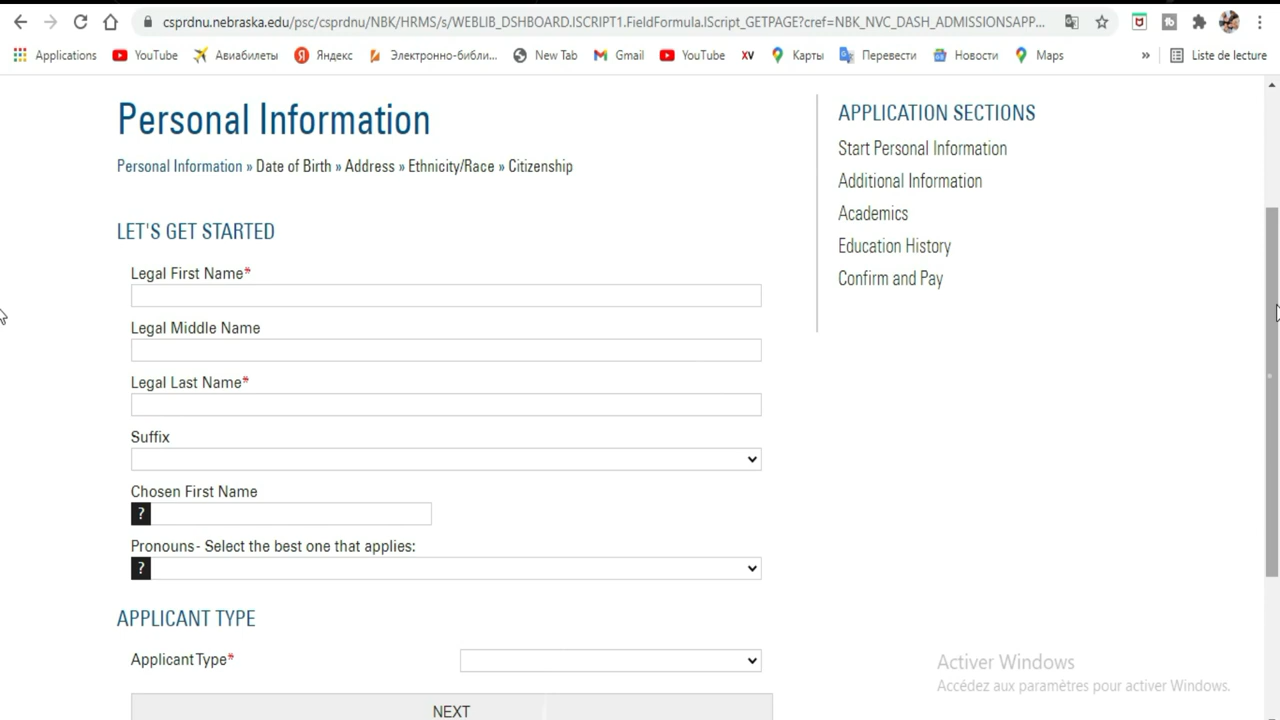 csprdnu.nebraska.edu/psc/csprdnu/NBK/HRMS/s/WEBLIB_DSHBOARD.ISCRIPT1.FieldFormula.IScript_GETPAGE?cref=NBK_NVC_DASH_ADMISSIONSAPP...
Applications YouTube Авиабилеты Яндекс Электронно-библи... New Tab Gmail YouTube XV Карты Перевести Новости Maps » Liste de lecture
Personal Information
Personal Information » Date of Birth » Address » Ethnicity/Race » Citizenship
LET'S GET STARTED
Legal First Name*
Legal Middle Name
Legal Last Name*
Suffix
Chosen First Name
?
Pronouns- Select the best one that applies:
?
APPLICANT TYPE
Applicant Type*
NEXT
APPLICATION SECTIONS
Start Personal Information
Additional Information
Academics
Education History
Confirm and Pay
Activer Windows
Accédez aux paramètres pour activer Windows.